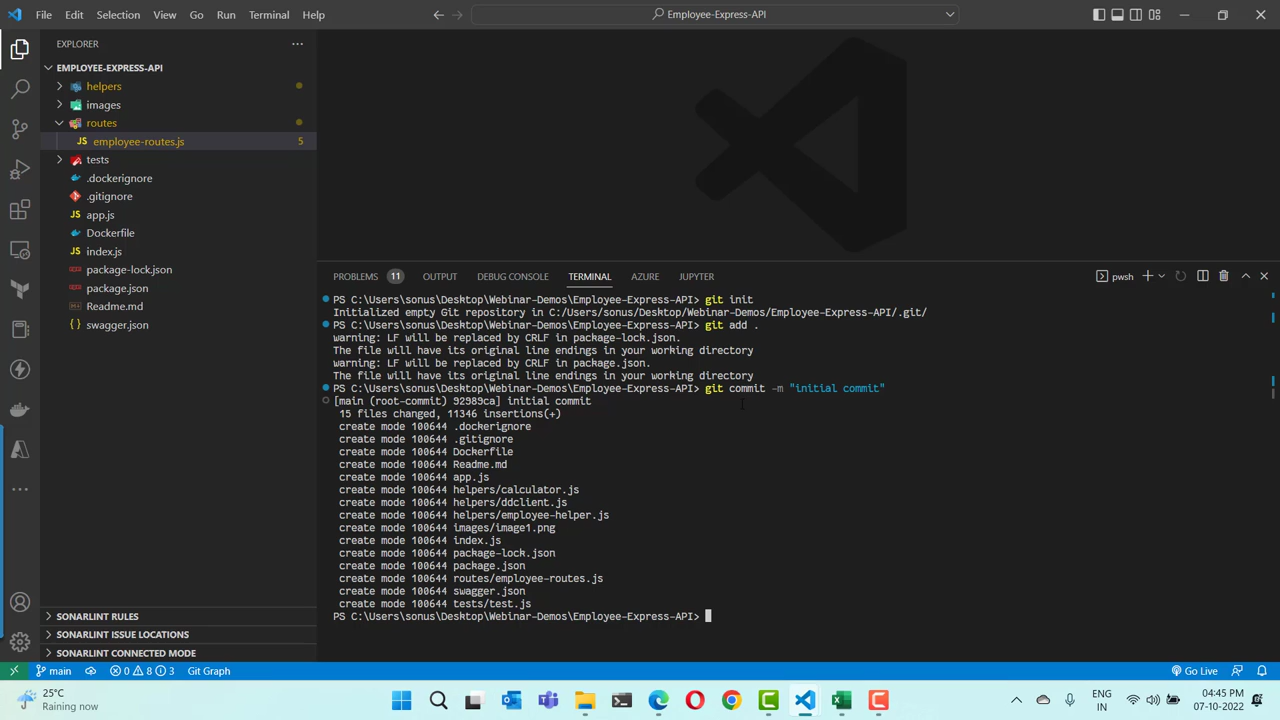 File Edit Selection View Go Run Terminal Help
Employee-Express-API
EXPLORER
EMPLOYEE-EXPRESS-API
helpers
images
routes
JS employee-routes.js 5
tests
.dockerignore
.gitignore
JS app.js
Dockerfile
JS index.js
package-lock.json
package.json
Readme.md
{} swagger.json
SONARLINT RULES
SONARLINT ISSUE LOCATIONS
SONARLINT CONNECTED MODE
PROBLEMS 11 OUTPUT DEBUG CONSOLE TERMINAL AZURE JUPYTER
pwsh
PS C:\Users\sonus\Desktop\Webinar-Demos\Employee-Express-API> git init
Initialized empty Git repository in C:/Users/sonus/Desktop/Webinar-Demos/Employee-Express-API/.git/
PS C:\Users\sonus\Desktop\Webinar-Demos\Employee-Express-API> git add .
warning: LF will be replaced by CRLF in package-lock.json.
The file will have its original line endings in your working directory
warning: LF will be replaced by CRLF in package.json.
The file will have its original line endings in your working directory
PS C:\Users\sonus\Desktop\Webinar-Demos\Employee-Express-API> git commit -m "initial commit"
[main (root-commit) 92989ca] initial commit
15 files changed, 11346 insertions(+)
create mode 100644 .dockerignore
create mode 100644 .gitignore
create mode 100644 Dockerfile
create mode 100644 Readme.md
create mode 100644 app.js
create mode 100644 helpers/calculator.js
create mode 100644 helpers/ddclient.js
create mode 100644 helpers/employee-helper.js
create mode 100644 images/image1.png
create mode 100644 index.js
create mode 100644 package-lock.json
create mode 100644 package.json
create mode 100644 routes/employee-routes.js
create mode 100644 swagger.json
create mode 100644 tests/test.js
PS C:\Users\sonus\Desktop\Webinar-Demos\Employee-Express-API>
main 0 8 3 Git Graph
Go Live
25°C
Raining now
ENG
IN
04:45 PM
07-10-2022